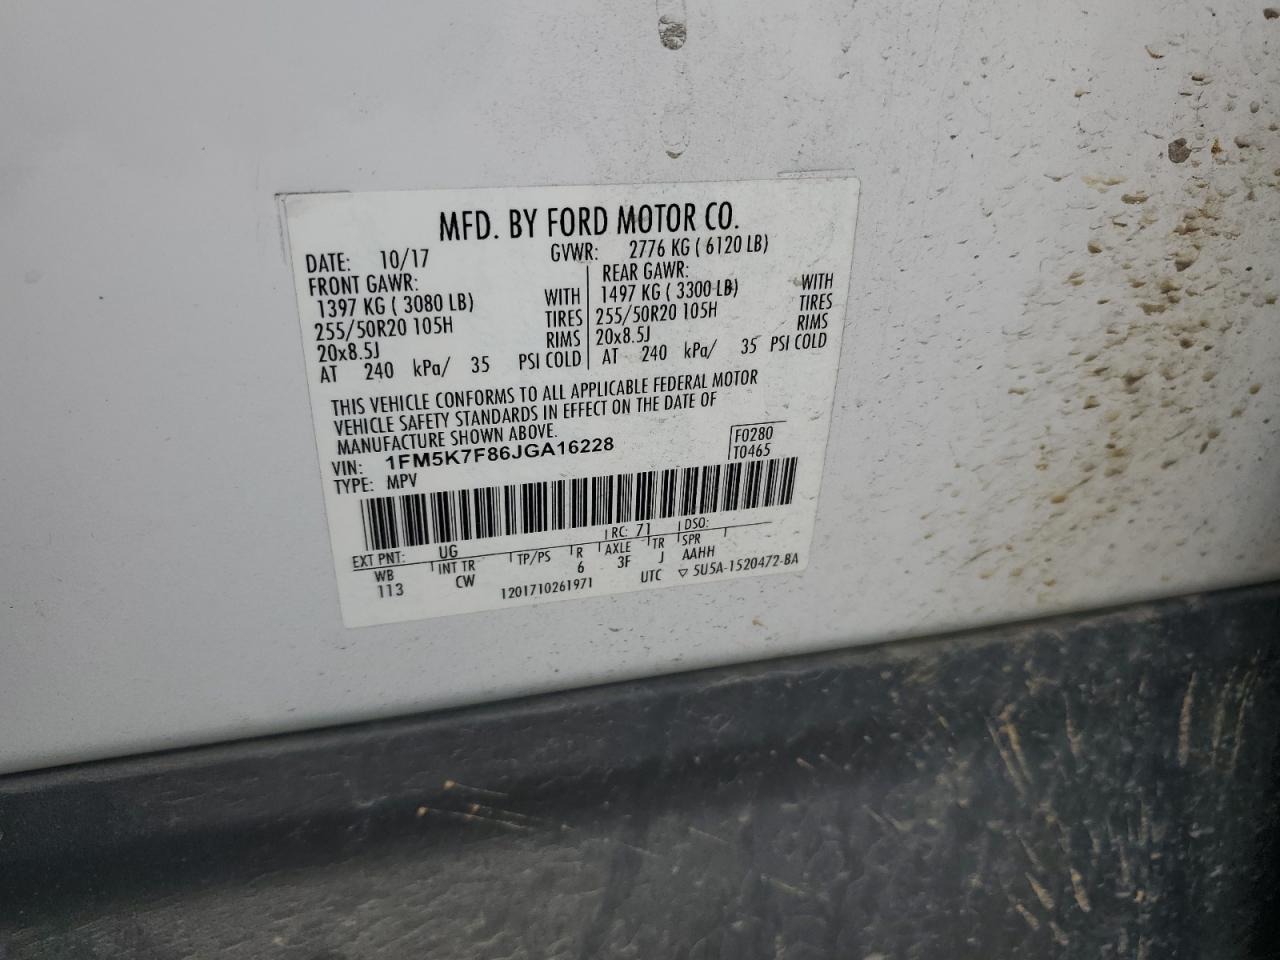 MFD. BY FORD MOTOR CO.
DATE: 10/17 GVWR: 2776 KG ( 6120 LB)
FRONT GAWR: REAR GAWR:
1397 KG ( 3080 LB) WITH 1497 KG ( 3300 LB) WITH
255/50R20 105H TIRES 255/50R20 105H TIRES
20x8.5J RIMS 20x8.5J RIMS
AT 240 kPa/ 35 PSI COLD AT 240 kPa/ 35 PSI COLD
THIS VEHICLE CONFORMS TO ALL APPLICABLE FEDERAL MOTOR
VEHICLE SAFETY STANDARDS IN EFFECT ON THE DATE OF
MANUFACTURE SHOWN ABOVE.
VIN: 1FM5K7F86JGA16228 F0280
TYPE: MPV T0465
EXT PNT: UG RC: 71 DSO:
WB INT TR TP/PS R AXLE TR SPR
113 CW 6 3F J AAHH
1201710261971 UTC ▽ 5U5A-1520472-BA